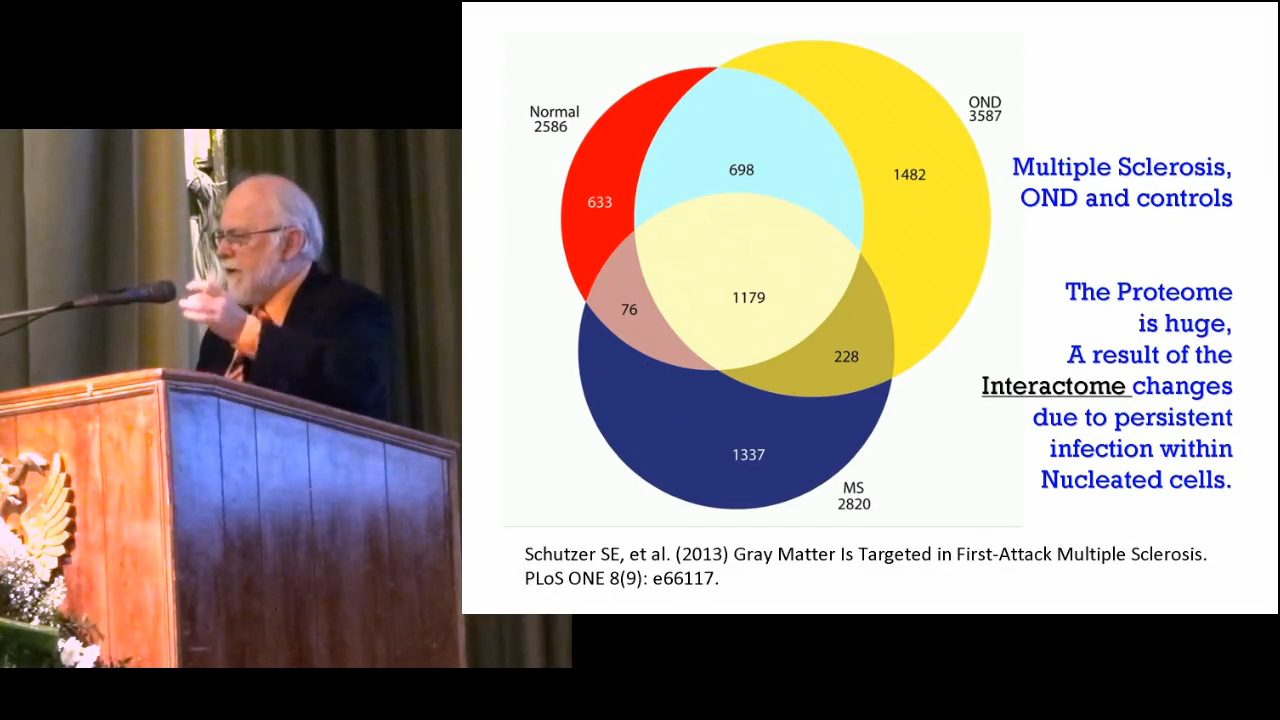 Normal
2586
OND
3587
698
1482
633
1179
76
228
1337
MS
2820
Multiple Sclerosis,
OND and controls
The Proteome
is huge,
A result of the
Interactome changes
due to persistent
infection within
Nucleated cells.
Schutzer SE, et al. (2013) Gray Matter Is Targeted in First-Attack Multiple Sclerosis.
PLoS ONE 8(9): e66117.